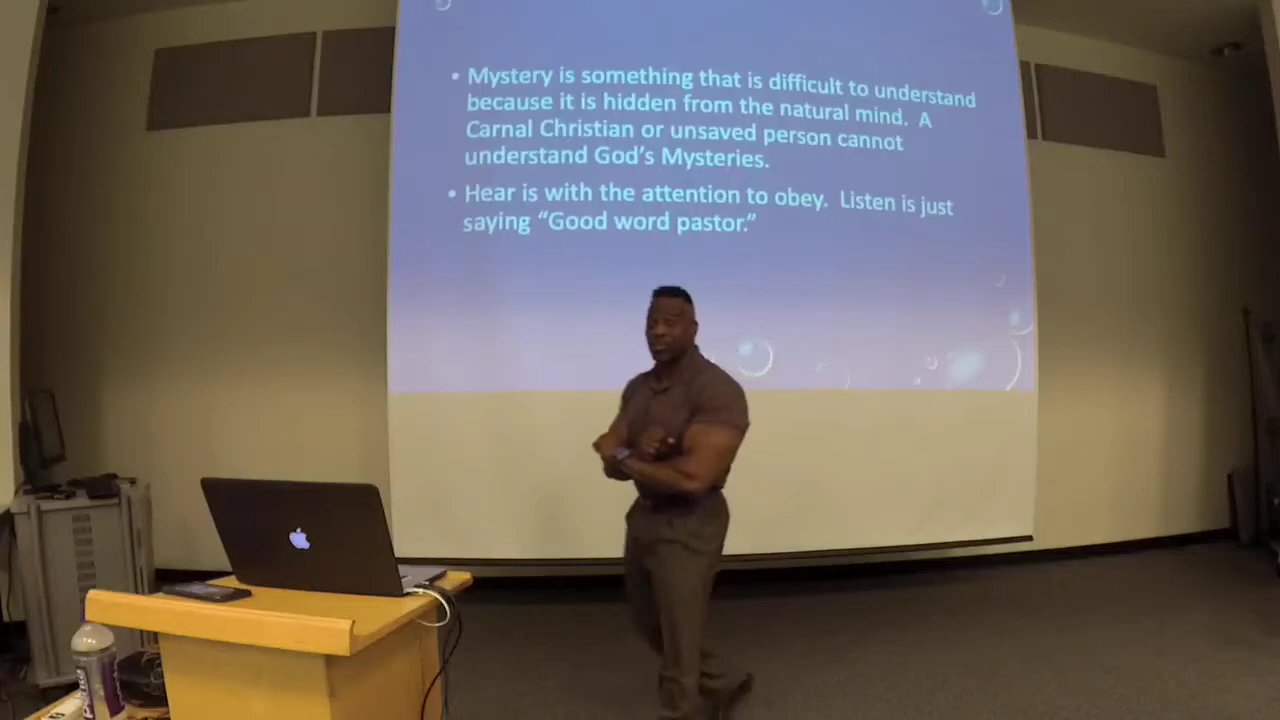 • Mystery is something that is difficult to understand
because it is hidden from the natural mind. A
Carnal Christian or unsaved person cannot
understand God's Mysteries.
• Hear is with the attention to obey. Listen is just
saying “Good word pastor.”